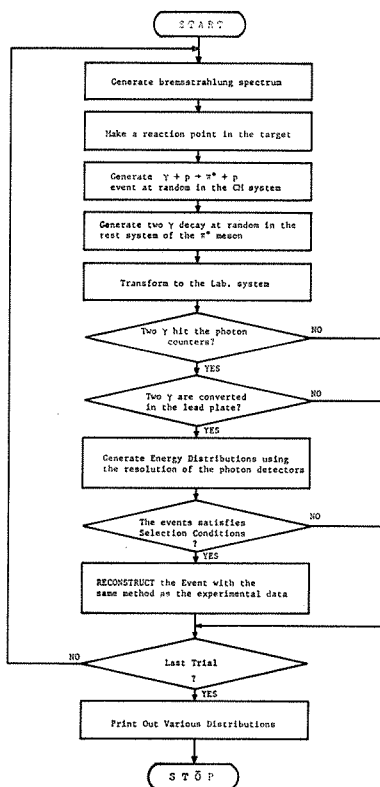 START
Generate bremsstrahlung spectrum
Make a reaction point in the target
Generate γ + p → π° + p
event at random in the CM system
Generate two γ decay at random in the
rest system of the π° meson
Transform to the Lab. system
Two γ hit the photon
counters?
NO
YES
Two γ are converted
in the lead plate?
NO
YES
Generate Energy Distributions using
the resolution of the photon detectors
The events satisfies
Selection Conditions
?
NO
YES
RECONSTRUCT the Event with the
same method as the experimental data
NO
Last Trial
?
YES
Print Out Various Distributions
STOP